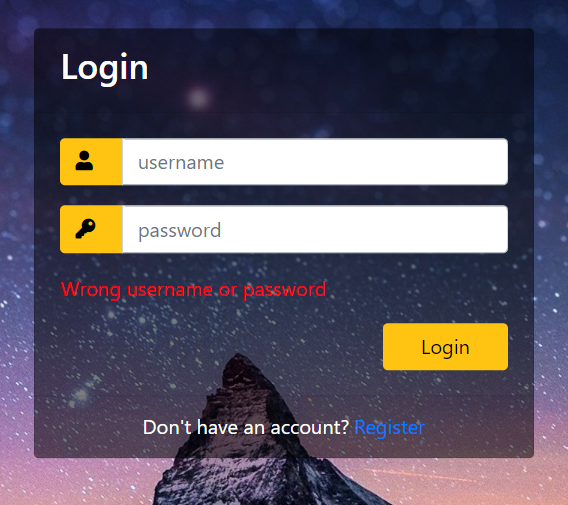 Login
username
password
Wrong username or password
Login
Don't have an account? Register